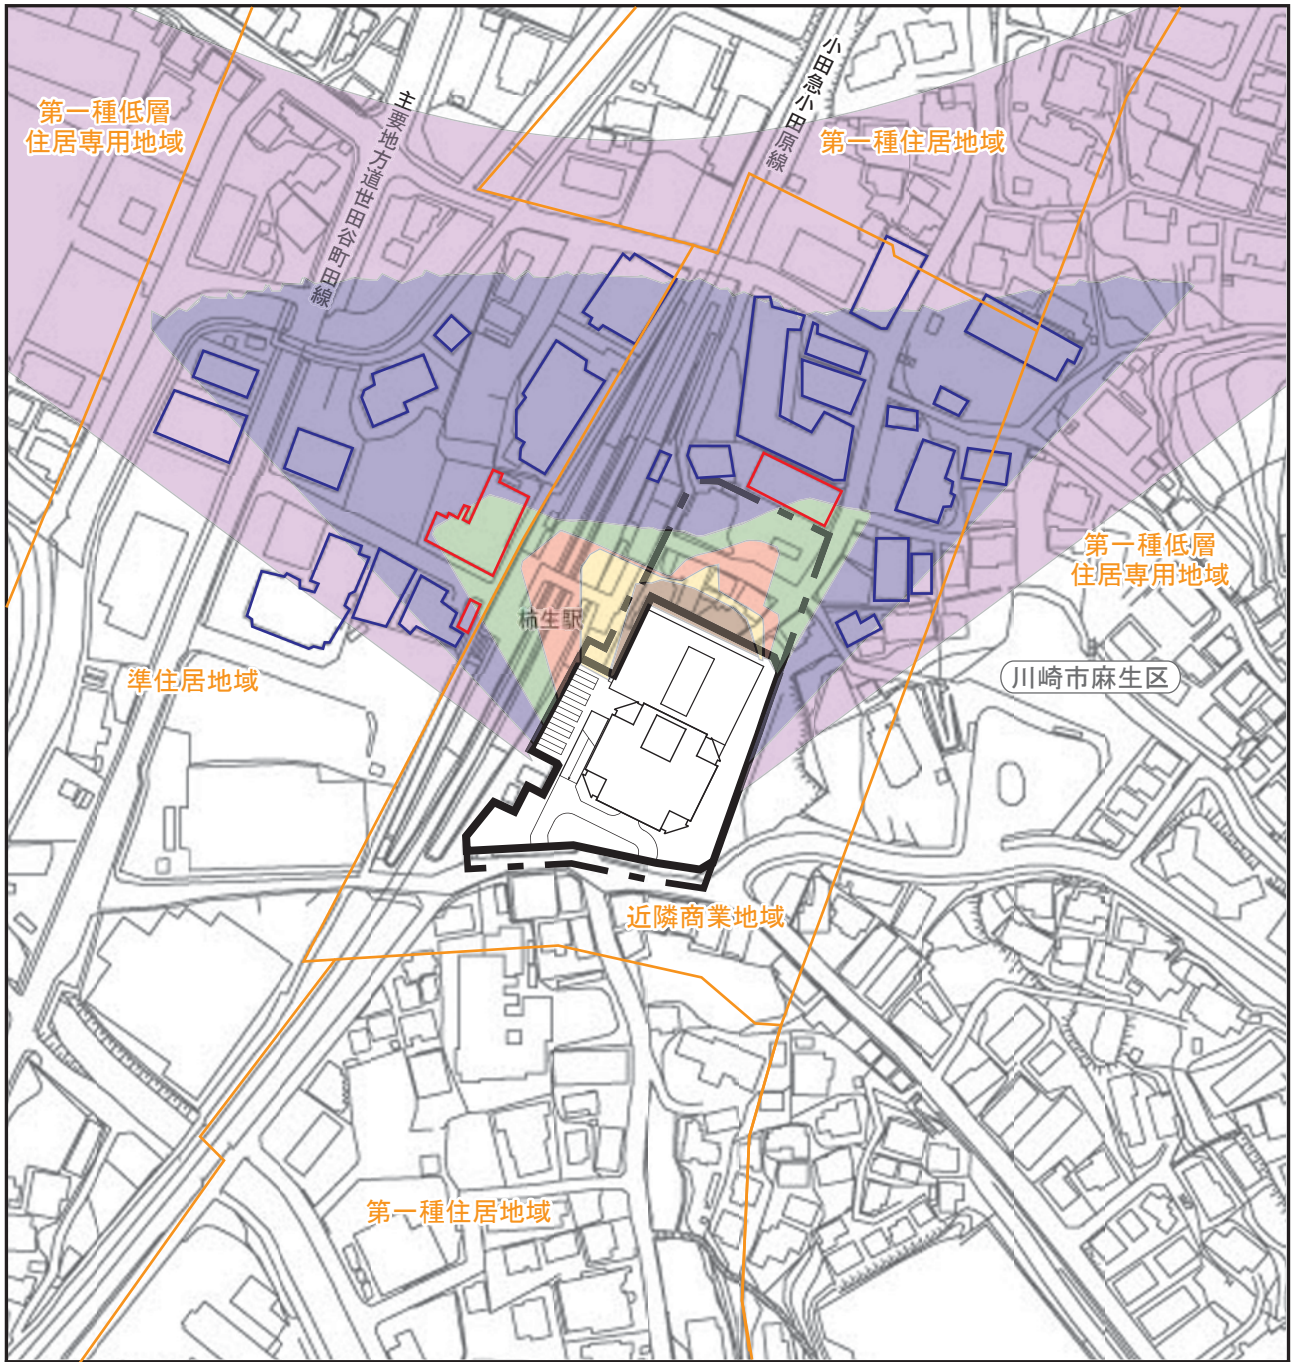 小田急小田原線
主要地方道世田谷町田線
第一種低層
住居専用地域
第一種住居地域
第一種低層
住居専用地域
柿生駅
川崎市麻生区
準住居地域
近隣商業地域
第一種住居地域